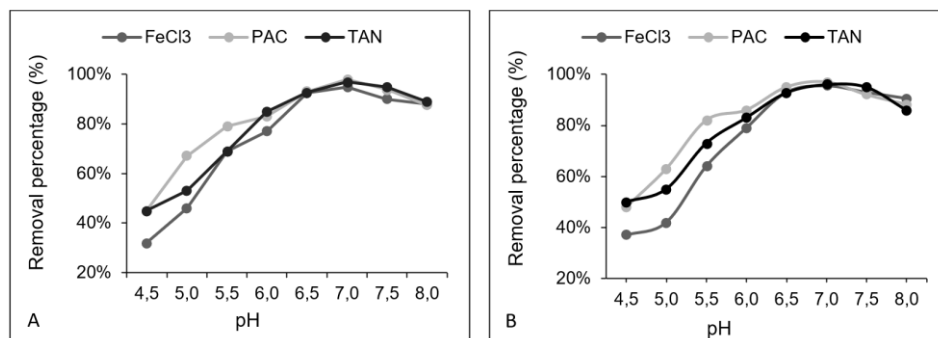 FeCl3 PAC TAN
Removal percentage (%)
100%
80%
60%
40%
20%
4,5 5,0 5,5 6,0 6,5 7,0 7,5 8,0
A
pH
FeCl3 PAC TAN
Removal percentage (%)
100%
80%
60%
40%
20%
4,5 5,0 5,5 6,0 6,5 7,0 7,5 8,0
B
pH